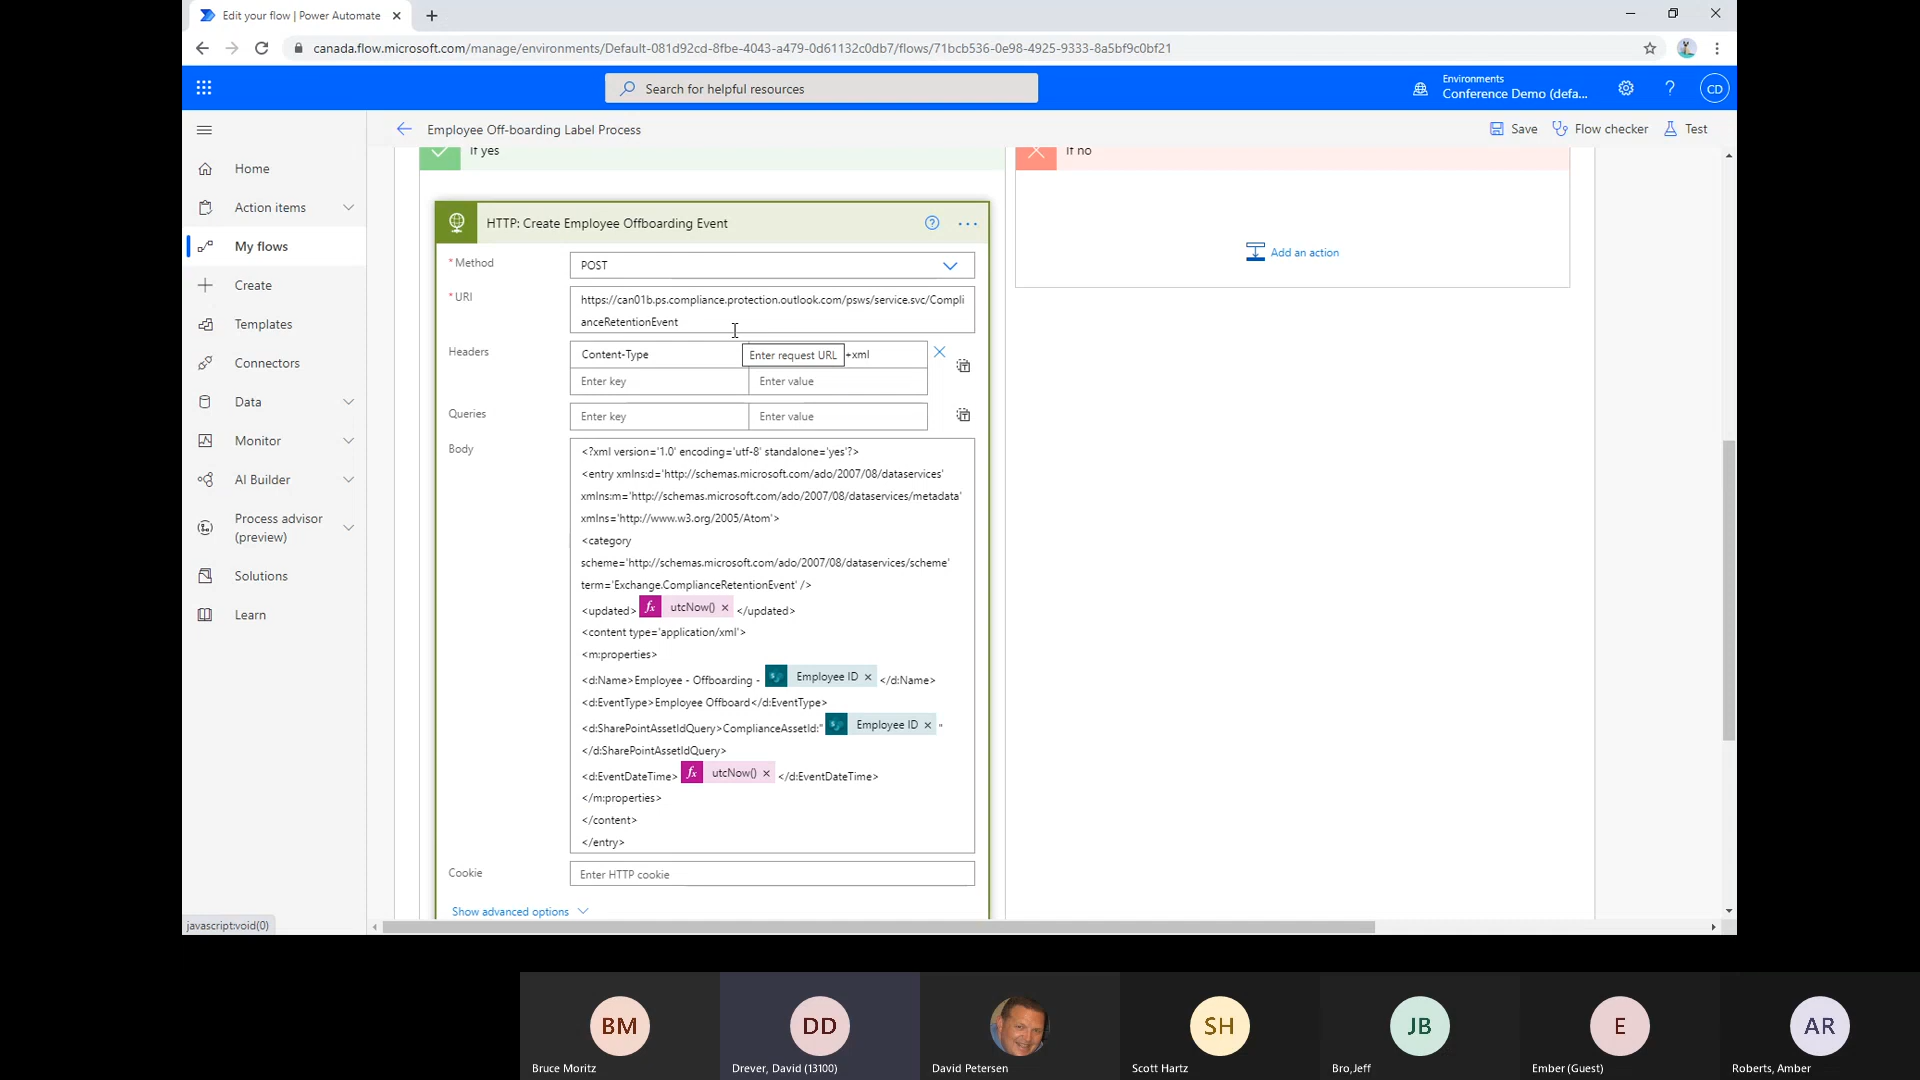 Edit your flow | Power Automate
canada.flow.microsoft.com/manage/environments/Default-081d92cd-8fbe-4043-a479-0d61132c0db7/flows/71bcb536-0e98-4925-9333-8a5bf9c0bf21
Search for helpful resources
Environments
Conference Demo (defa...
CD
Employee Off-boarding Label Process
Save
Flow checker
Test
Home
Action items
My flows
Create
Templates
Connectors
Data
Monitor
AI Builder
Process advisor
(preview)
Solutions
Learn
If yes
If no
Add an action
HTTP: Create Employee Offboarding Event
* Method
POST
* URI
https://can01b.ps.compliance.protection.outlook.com/psws/service.svc/Compli
anceRetentionEvent
Headers
Content-Type
Enter request URL
+xml
Enter key
Enter value
Queries
Enter key
Enter value
Body
<?xml version='1.0' encoding='utf-8' standalone='yes'?>
<entry xmlns:d='http://schemas.microsoft.com/ado/2007/08/dataservices'
xmlns:m='http://schemas.microsoft.com/ado/2007/08/dataservices/metadata'
xmlns='http://www.w3.org/2005/Atom'>
<category
scheme='http://schemas.microsoft.com/ado/2007/08/dataservices/scheme'
term='Exchange.ComplianceRetentionEvent' />
<updated> fx utcNow() × </updated>
<content type='application/xml'>
<m:properties>
<d:Name>Employee - Offboarding - Employee ID × </d:Name>
<d:EventType>Employee Offboard</d:EventType>
<d:SharePointAssetIdQuery>ComplianceAssetId:" Employee ID × "
</d:SharePointAssetIdQuery>
<d:EventDateTime> fx utcNow() × </d:EventDateTime>
</m:properties>
</content>
</entry>
Cookie
Enter HTTP cookie
Show advanced options
javascript:void(0)
BM
Bruce Moritz
DD
Drever, David (13100)
David Petersen
SH
Scott Hartz
JB
Bro,Jeff
E
Ember (Guest)
AR
Roberts, Amber